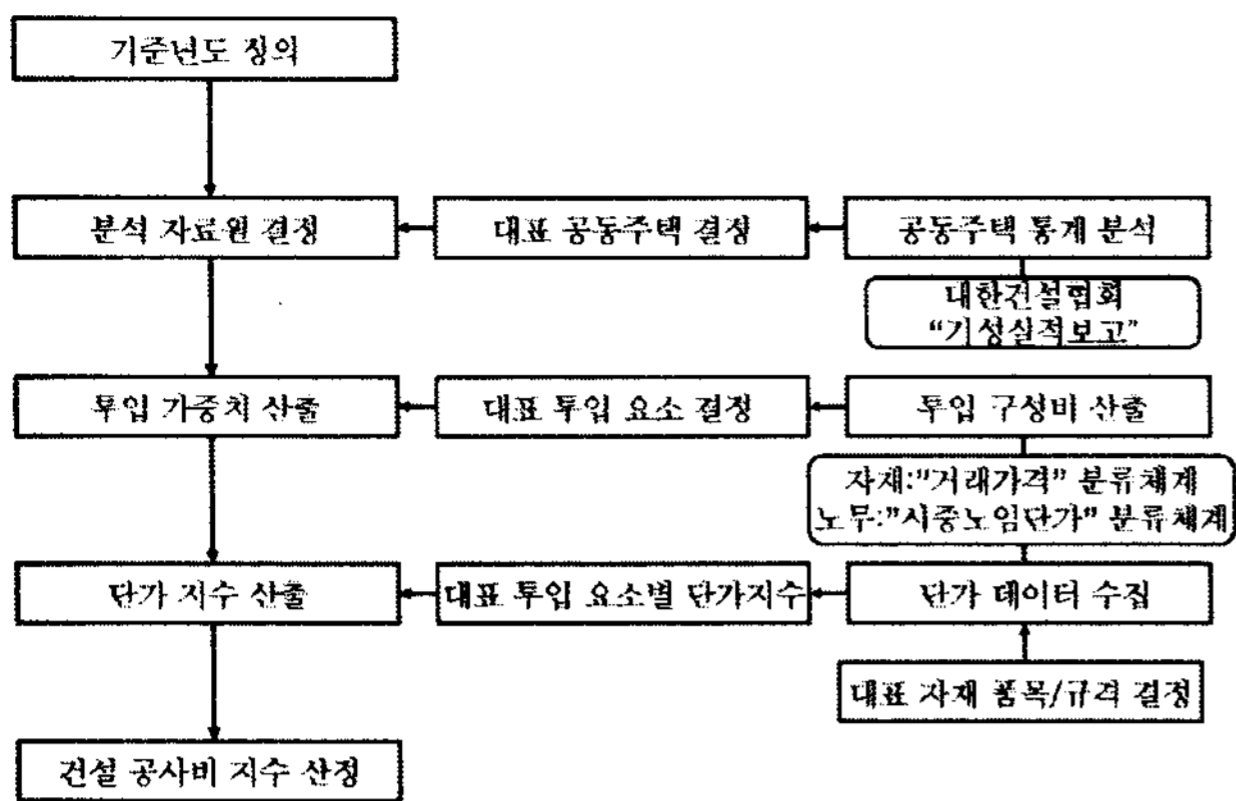 기준년도 정의
분석 자료원 결정
대표 공동주택 결정
공동주택 통계 분석
대한건설협회
“기성실적보고”
투입 가중치 산출
대표 투입 요소 결정
투입 구성비 산출
자재:”거래가격” 분류체계
노무:”시중노임단가” 분류체계
단가 지수 산출
대표 투입 요소별 단가지수
단가 데이터 수집
대표 자재 품목/규격 결정
건설 공사비 지수 산정